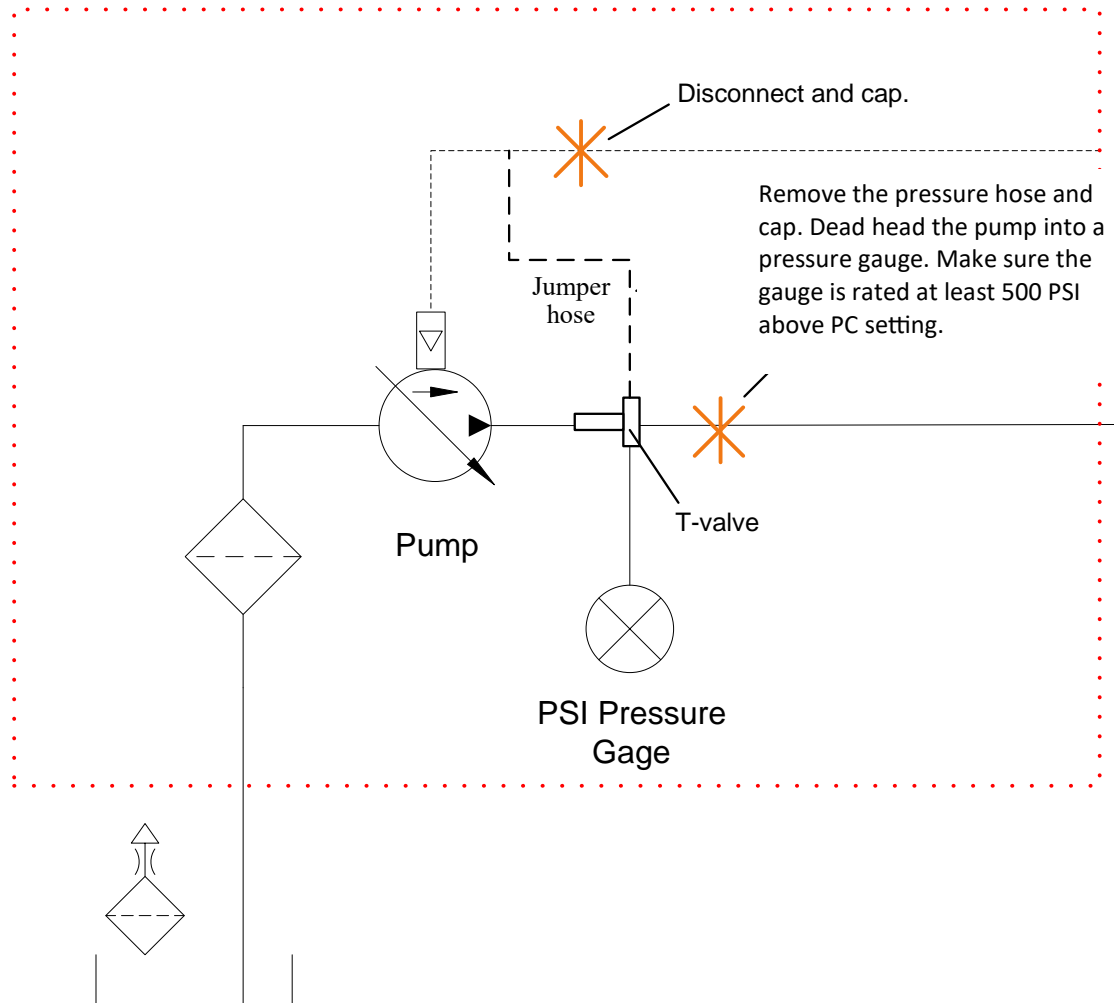 Disconnect and cap.
Remove the pressure hose and
cap. Dead head the pump into a
pressure gauge. Make sure the
gauge is rated at least 500 PSI
above PC setting.
Jumper
hose
T-valve
Pump
PSI Pressure
Gage